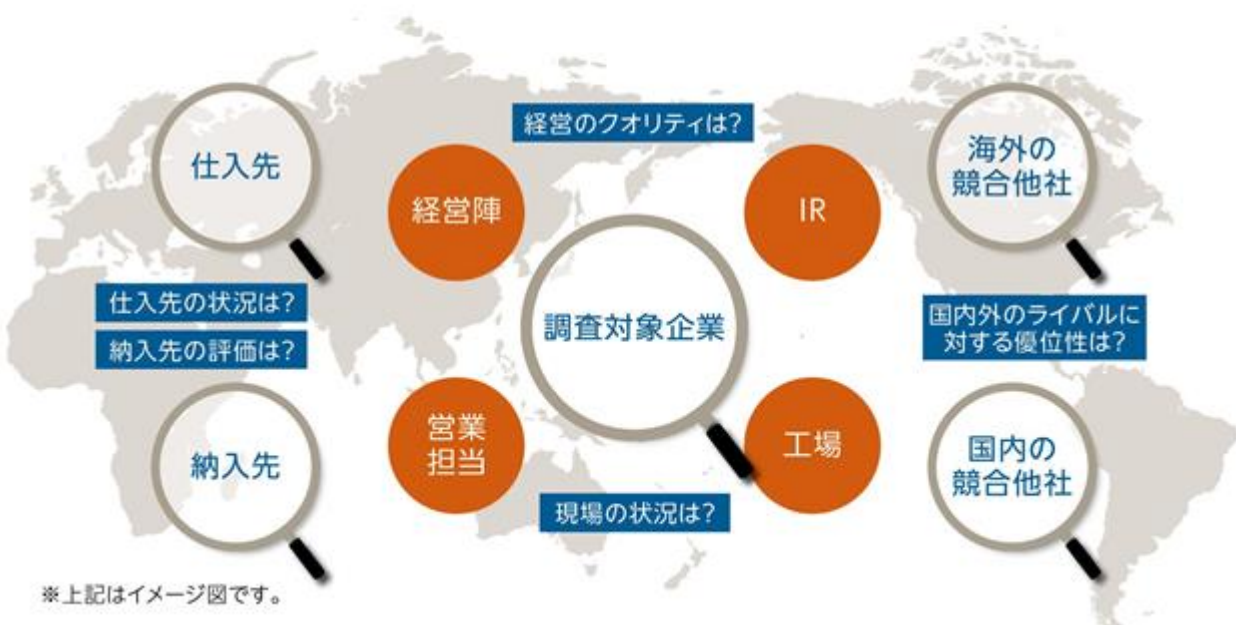 経営のクオリティは?
仕入先
経営陣
IR
海外の
競合他社
仕入先の状況は?
納入先の評価は?
調査対象企業
国内外のライバルに
対する優位性は?
納入先
営業
担当
工場
国内の
競合他社
現場の状況は?
※上記はイメージ図です。